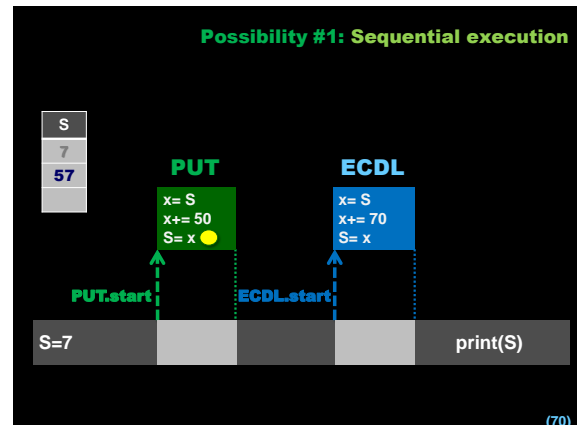 Possibility #1: Sequential execution
S
7
57
PUT
x= S
x+= 50
S= x
ECDL
x= S
x+= 70
S= x
PUT.start
ECDL.start
S=7
print(S)
(70)